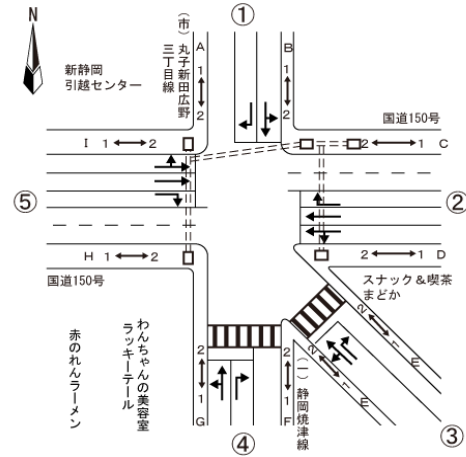 N
①
(市)丸子新田広野
三丁目線
新静岡
引越センター
国道150号
A
1
2
B
1
2
I 1 2
2 1 C
⑤
②
H 1 2
2 1 D
国道150号
スナック&喫茶
まどか
わんちゃんの美容室
ラッキーテール
赤のれんラーメン
2
1
G
2
1
F
(一)静岡焼津線
2
1
E
2
1
E
④
③